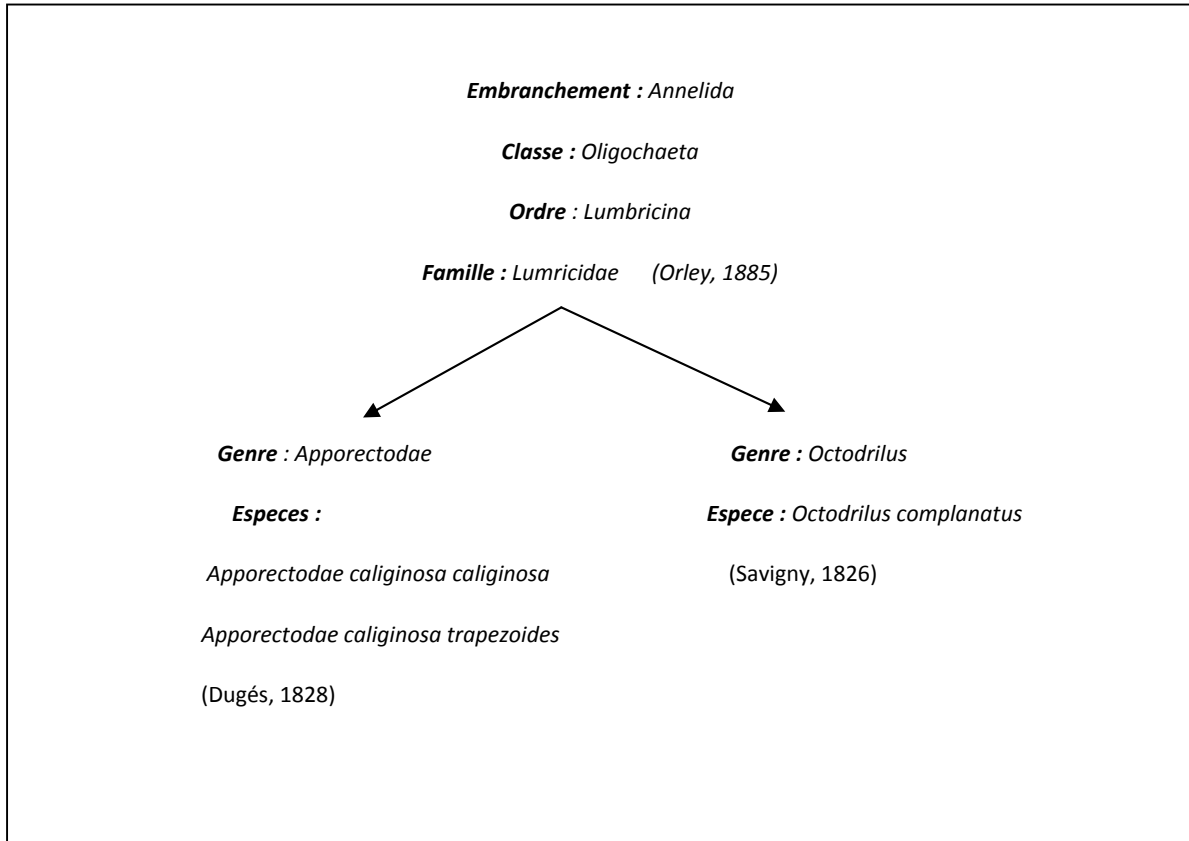 Embranchement : Annelida
Classe : Oligochaeta
Ordre : Lumbricina
Famille : Lumricidae (Orley, 1885)
Genre : Apporectodae
Especes :
Apporectodae caliginosa caliginosa
Apporectodae caliginosa trapezoides
(Dugés, 1828)
Genre : Octodrilus
Espece : Octodrilus complanatus
(Savigny, 1826)